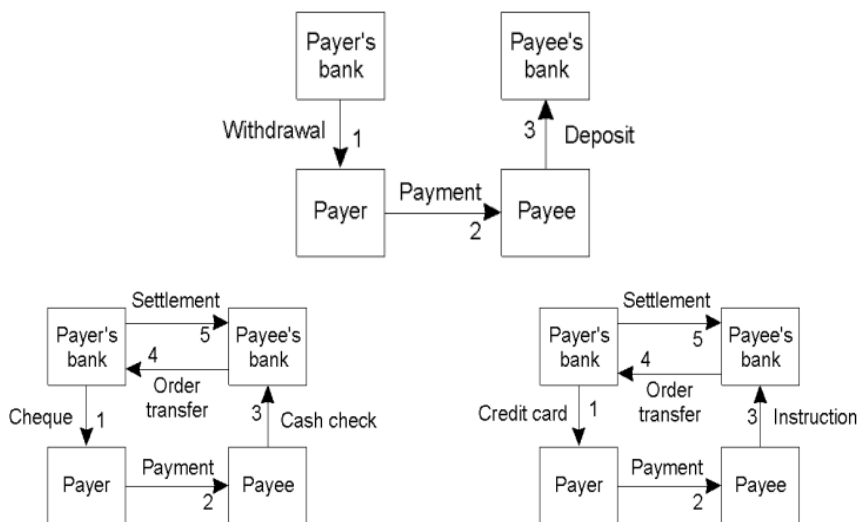 Payer's
bank
Payee's
bank
Withdrawal
1
3
Deposit
Payer
Payment
2
Payee
Settlement
5
Payer's
bank
Payee's
bank
4
Order
transfer
Cheque
1
3
Cash check
Payer
Payment
2
Payee
Settlement
5
Payer's
bank
Payee's
bank
4
Order
transfer
Credit card
1
3
Instruction
Payer
Payment
2
Payee